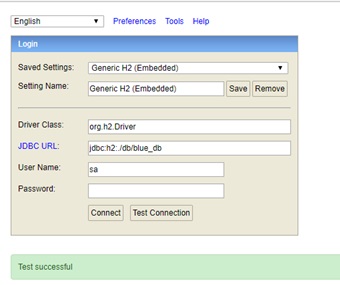 English Preferences Tools Help
Login
Saved Settings: Generic H2 (Embedded)
Setting Name: Generic H2 (Embedded) Save Remove
Driver Class: org.h2.Driver
JDBC URL: jdbc:h2:./db/blue_db
User Name: sa
Password:
Connect Test Connection
Test successful